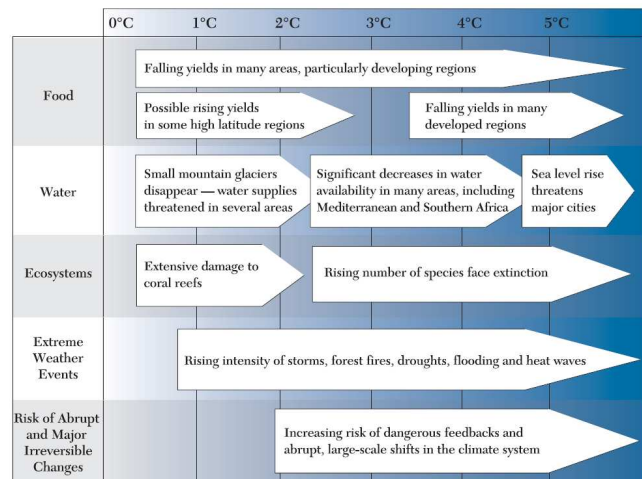 0°C 1°C 2°C 3°C 4°C 5°C
Food
Falling yields in many areas, particularly developing regions
Possible rising yields
in some high latitude regions
Falling yields in many
developed regions
Water
Small mountain glaciers
disappear — water supplies
threatened in several areas
Significant decreases in water
availability in many areas, including
Mediterranean and Southern Africa
Sea level rise
threatens
major cities
Ecosystems
Extensive damage to
coral reefs
Rising number of species face extinction
Extreme
Weather
Events
Rising intensity of storms, forest fires, droughts, flooding and heat waves
Risk of Abrupt
and Major
Irreversible
Changes
Increasing risk of dangerous feedbacks and
abrupt, large-scale shifts in the climate system